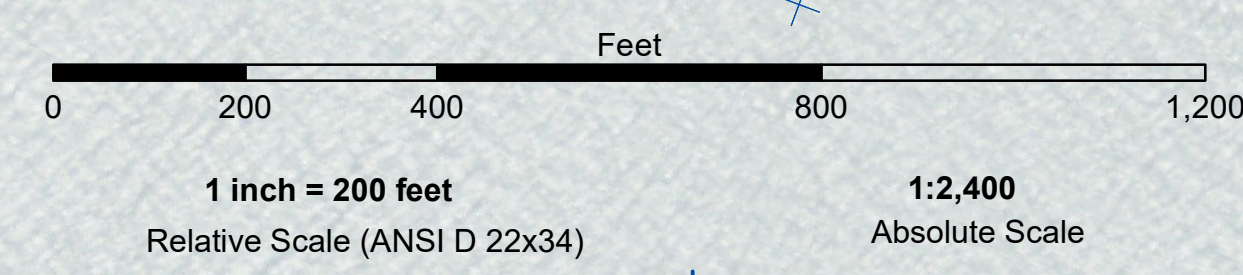 Feet
0 200 400 800 1,200
1 inch = 200 feet
Relative Scale (ANSI D 22x34)
1:2,400
Absolute Scale